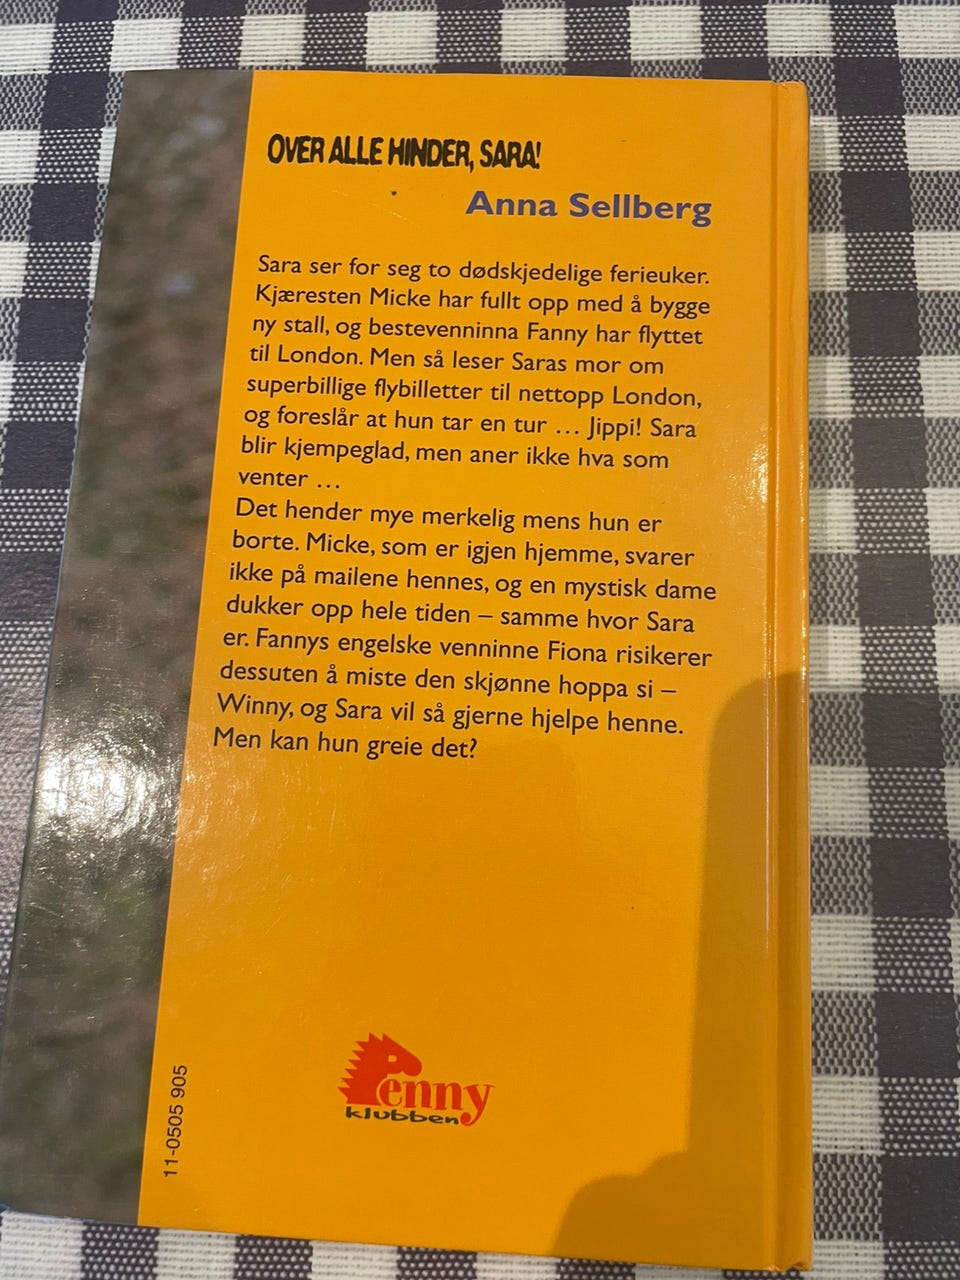 OVER ALLE HINDER, SARA!
Anna Sellberg
Sara ser for seg to dødskjedelige ferieuker.
Kjæresten Micke har fullt opp med å bygge
ny stall, og bestevenninna Fanny har flyttet
til London. Men så leser Saras mor om
superbillige flybilletter til nettopp London,
og foreslår at hun tar en tur ... Jippi! Sara
blir kjempeglad, men aner ikke hva som
venter ...
Det hender mye merkelig mens hun er
borte. Micke, som er igjen hjemme, svarer
ikke på mailene hennes, og en mystisk dame
dukker opp hele tiden – samme hvor Sara
er. Fannys engelske venninne Fiona risikerer
dessuten å miste den skjønne hoppa si –
Winny, og Sara vil så gjerne hjelpe henne.
Men kan hun greie det?
Penny
klubben
11-0505 905